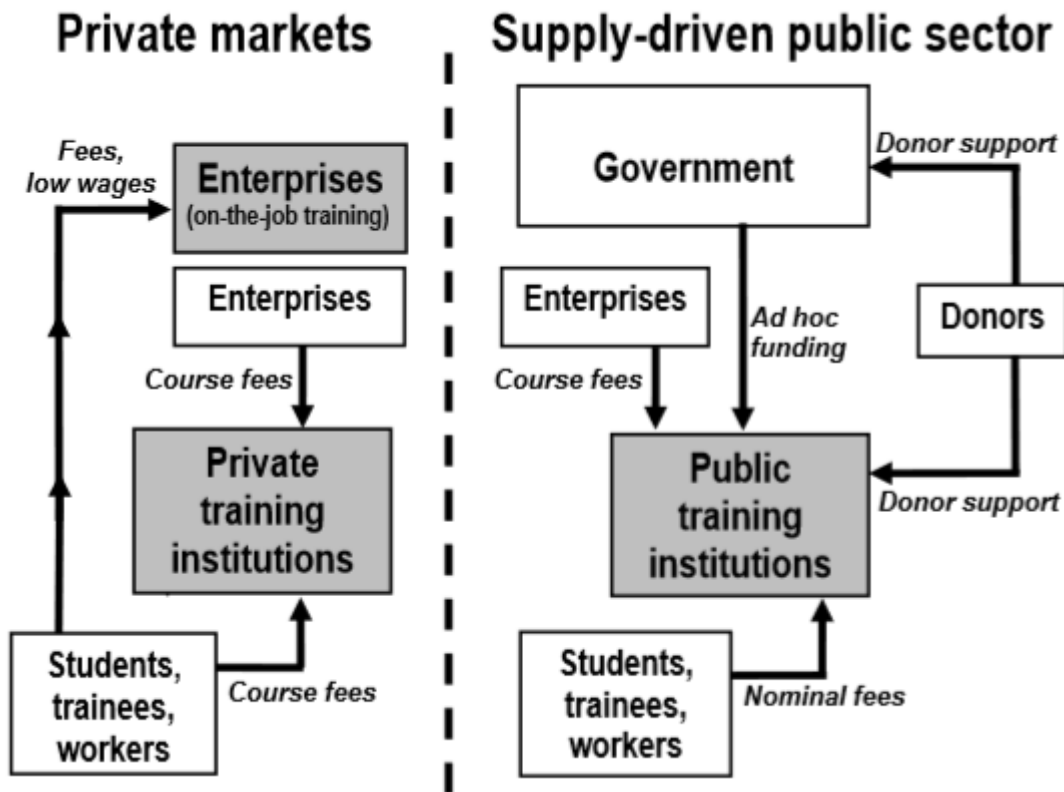 Private markets
Fees,
low wages
Enterprises
(on-the-job training)
Enterprises
Course fees
Private
training
institutions
Students,
trainees,
workers
Course fees
Supply-driven public sector
Government
Donor support
Enterprises
Ad hoc
funding
Donors
Course fees
Public
training
institutions
Donor support
Students,
trainees,
workers
Nominal fees